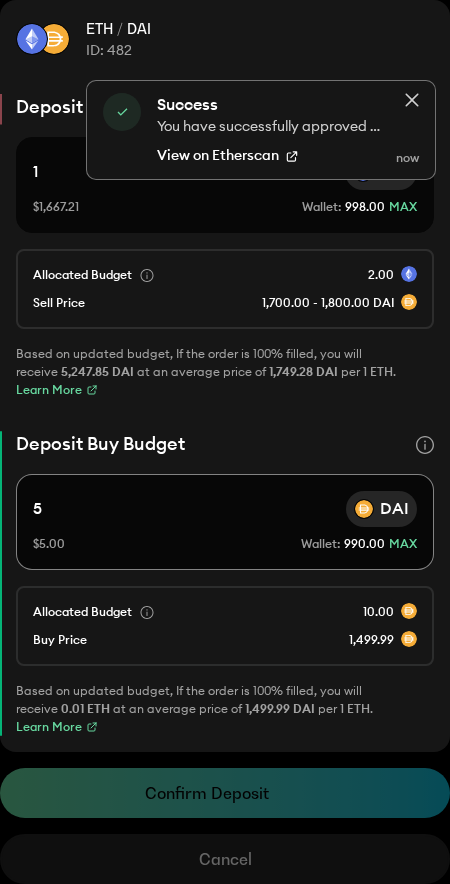 ETH / DAI
ID: 482
Deposit
Success
You have successfully approved ...
View on Etherscan
now
1
$1,667.21
Wallet: 998.00 MAX
Allocated Budget
2.00
Sell Price
1,700.00 - 1,800.00 DAI
Based on updated budget, If the order is 100% filled, you will
receive 5,247.85 DAI at an average price of 1,749.28 DAI per 1 ETH.
Learn More
Deposit Buy Budget
5
DAI
$5.00
Wallet: 990.00 MAX
Allocated Budget
10.00
Buy Price
1,499.99
Based on updated budget, If the order is 100% filled, you will
receive 0.01 ETH at an average price of 1,499.99 DAI per 1 ETH.
Learn More
Confirm Deposit
Cancel